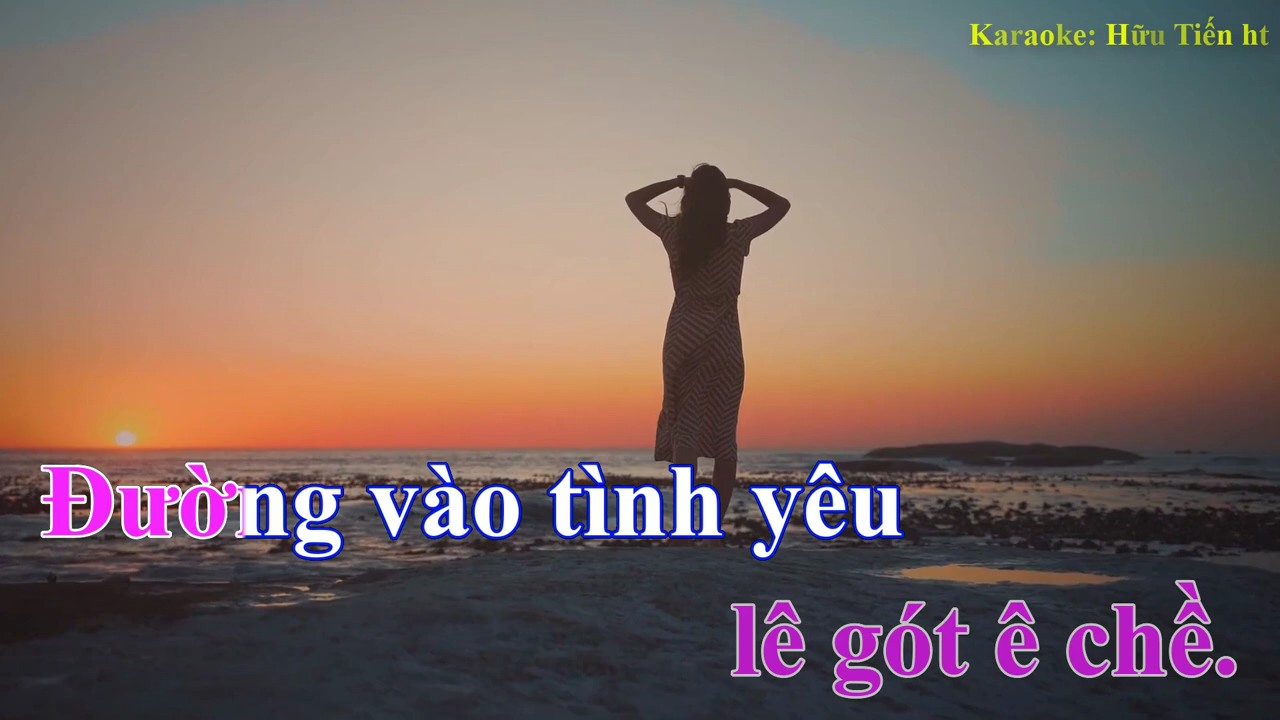 Karaoke: Hữu Tiến ht
Đường vào tình yêu
lê gót ê chề.